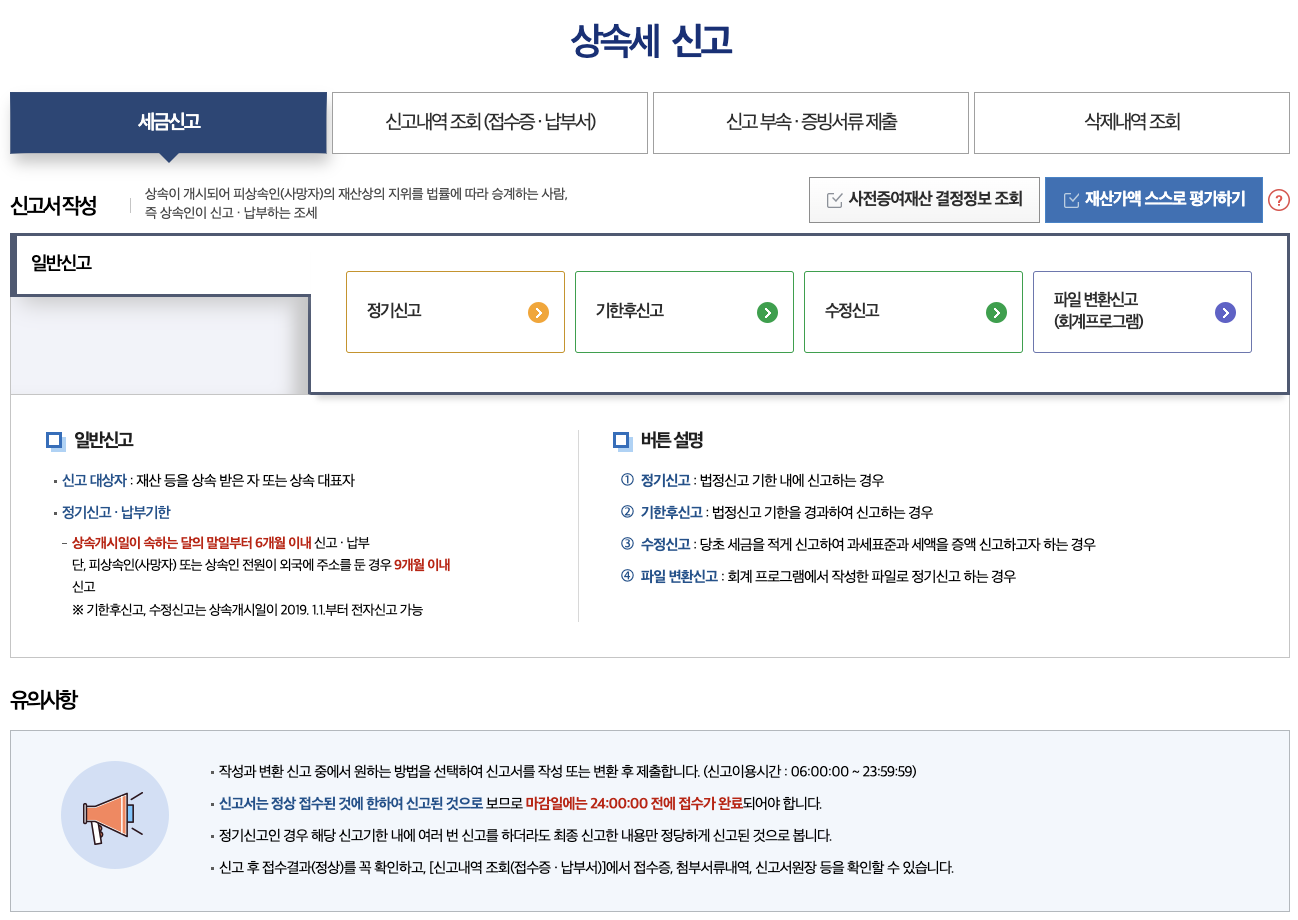 상속세 신고
세금신고
신고내역 조회 (접수증 · 납부서)
신고 부속 · 증빙서류 제출
삭제내역 조회
신고서 작성
상속이 개시되어 피상속인(사망자)의 재산상의 지위를 법률에 따라 승계하는 사람,
즉 상속인이 신고 · 납부하는 조세
사전증여재산 결정정보 조회
재산가액 스스로 평가하기
?
일반신고
정기신고
기한후신고
수정신고
파일 변환신고
(회계프로그램)
일반신고
· 신고 대상자 : 재산 등을 상속 받은 자 또는 상속 대표자
· 정기신고 · 납부기한
– 상속개시일이 속하는 달의 말일부터 6개월 이내 신고 · 납부
단, 피상속인(사망자) 또는 상속인 전원이 외국에 주소를 둔 경우 9개월 이내
신고
※ 기한후신고, 수정신고는 상속개시일이 2019. 1.1.부터 전자신고 가능
버튼 설명
① 정기신고 : 법정신고 기한 내에 신고하는 경우
② 기한후신고 : 법정신고 기한을 경과하여 신고하는 경우
③ 수정신고 : 당초 세금을 적게 신고하여 과세표준과 세액을 증액 신고하고자 하는 경우
④ 파일 변환신고 : 회계 프로그램에서 작성한 파일로 정기신고 하는 경우
유의사항
· 작성과 변환 신고 중에서 원하는 방법을 선택하여 신고서를 작성 또는 변환 후 제출합니다. (신고이용시간 : 06:00:00 ~ 23:59:59)
· 신고서는 정상 접수된 것에 한하여 신고된 것으로 보므로 마감일에는 24:00:00 전에 접수가 완료되어야 합니다.
· 정기신고인 경우 해당 신고기한 내에 여러 번 신고를 하더라도 최종 신고한 내용만 정당하게 신고된 것으로 봅니다.
· 신고 후 접수결과(정상)를 꼭 확인하고, [신고내역 조회(접수증 · 납부서)]에서 접수증, 첨부서류내역, 신고서원장 등을 확인할 수 있습니다.